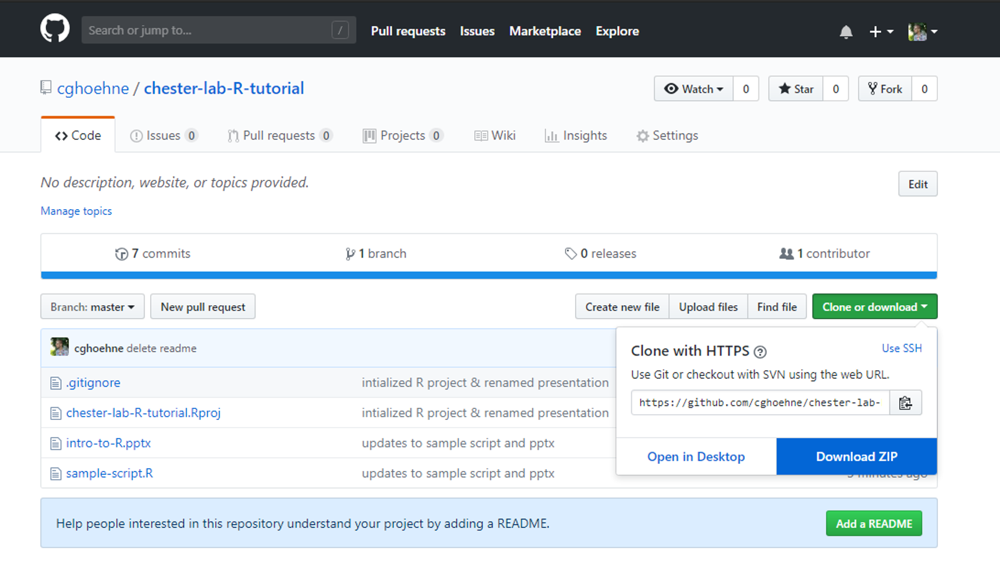 Search or jump to... / Pull requests Issues Marketplace Explore
cghoehne / chester-lab-R-tutorial Watch 0 Star 0 Fork 0
Code Issues 0 Pull requests 0 Projects 0 Wiki Insights Settings
No description, website, or topics provided. Edit
Manage topics
7 commits 1 branch 0 releases 1 contributor
Branch: master New pull request Create new file Upload files Find file Clone or download
cghoehne delete readme
Clone with HTTPS ? Use SSH
Use Git or checkout with SVN using the web URL.
https://github.com/cghoehne/chester-lab-
Open in Desktop Download ZIP
.gitignore intialized R project & renamed presentation
chester-lab-R-tutorial.Rproj intialized R project & renamed presentation
intro-to-R.pptx updates to sample script and pptx
sample-script.R updates to sample script and pptx minutes ago
Help people interested in this repository understand your project by adding a README. Add a README